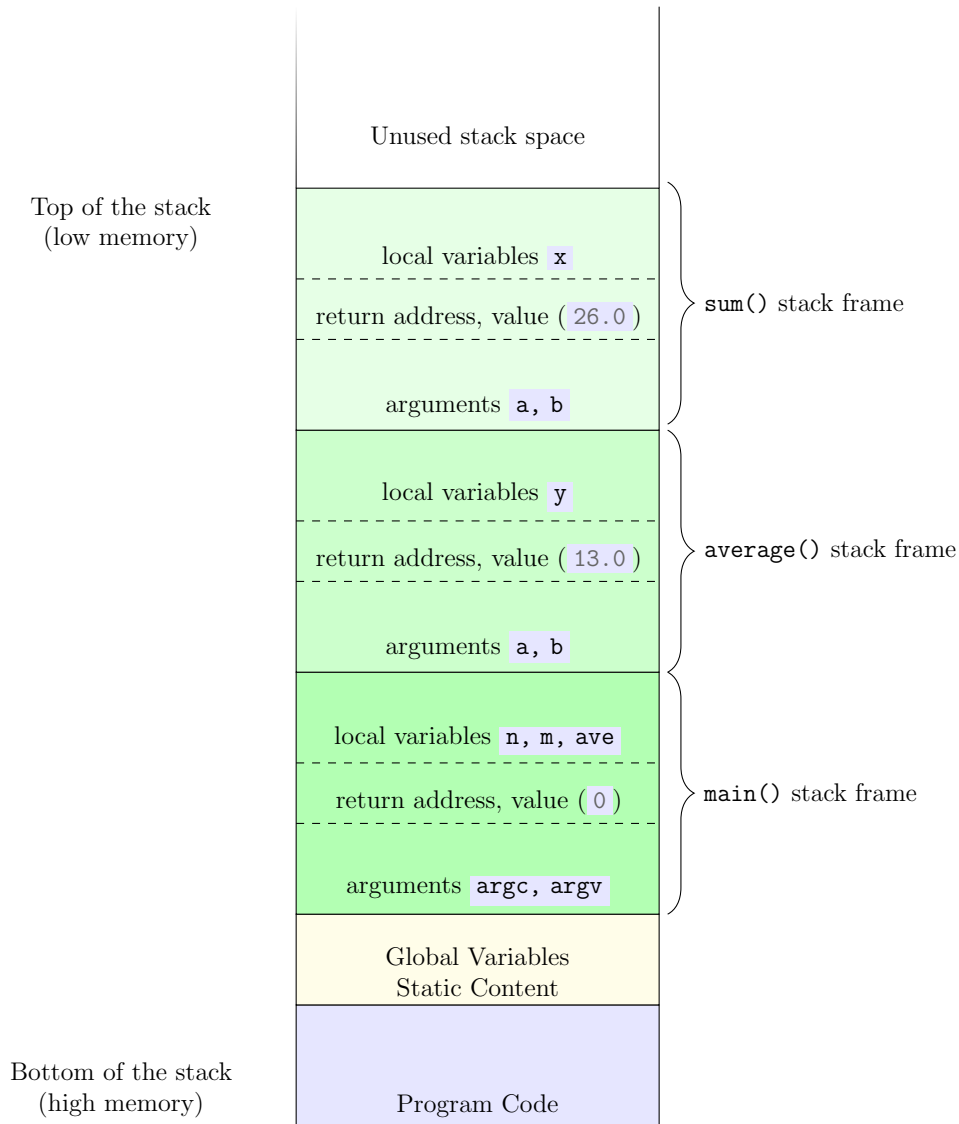 Unused stack space
Top of the stack
(low memory)
local variables x
return address, value (26.0)
sum() stack frame
arguments a, b
local variables y
return address, value (13.0)
average() stack frame
arguments a, b
local variables n, m, ave
return address, value (0)
main() stack frame
arguments argc, argv
Global Variables
Static Content
Bottom of the stack
(high memory)
Program Code